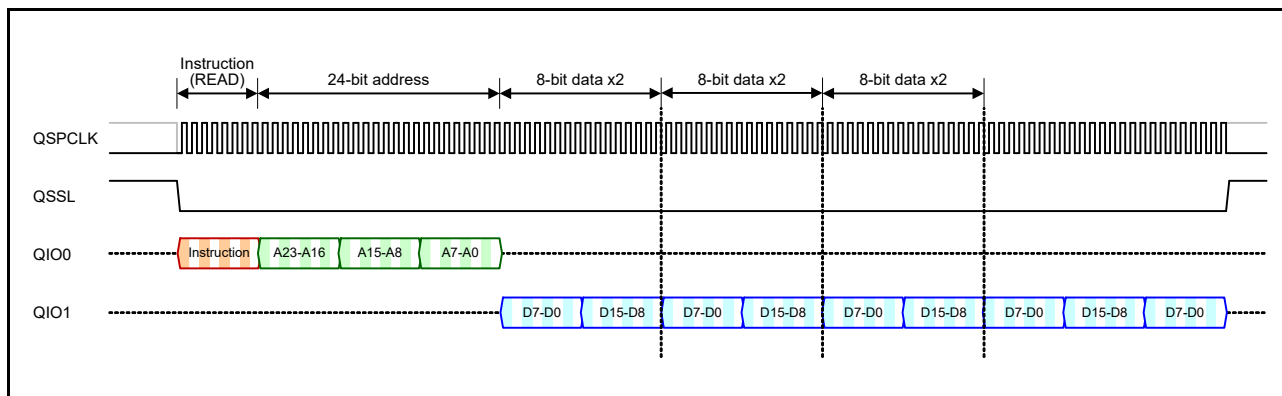 Instruction
(READ)
24-bit address
8-bit data x2
8-bit data x2
8-bit data x2
QSPCLK
QSSL
QIO0
Instruction
A23-A16
A15-A8
A7-A0
QIO1
D7-D0
D15-D8
D7-D0
D15-D8
D7-D0
D15-D8
D7-D0
D15-D8
D7-D0